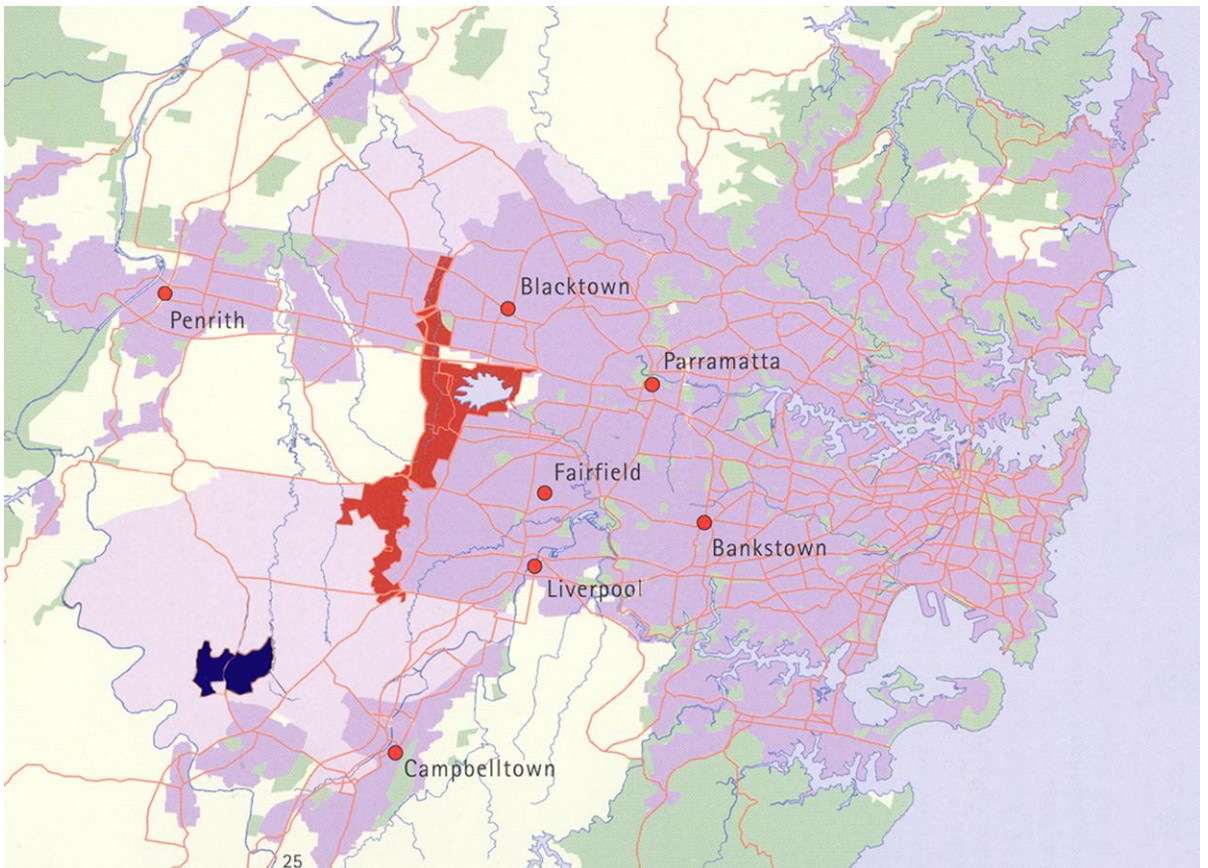 Blacktown
Penrith
Parramatta
Fairfield
Bankstown
Liverpool
Campbelltown
25